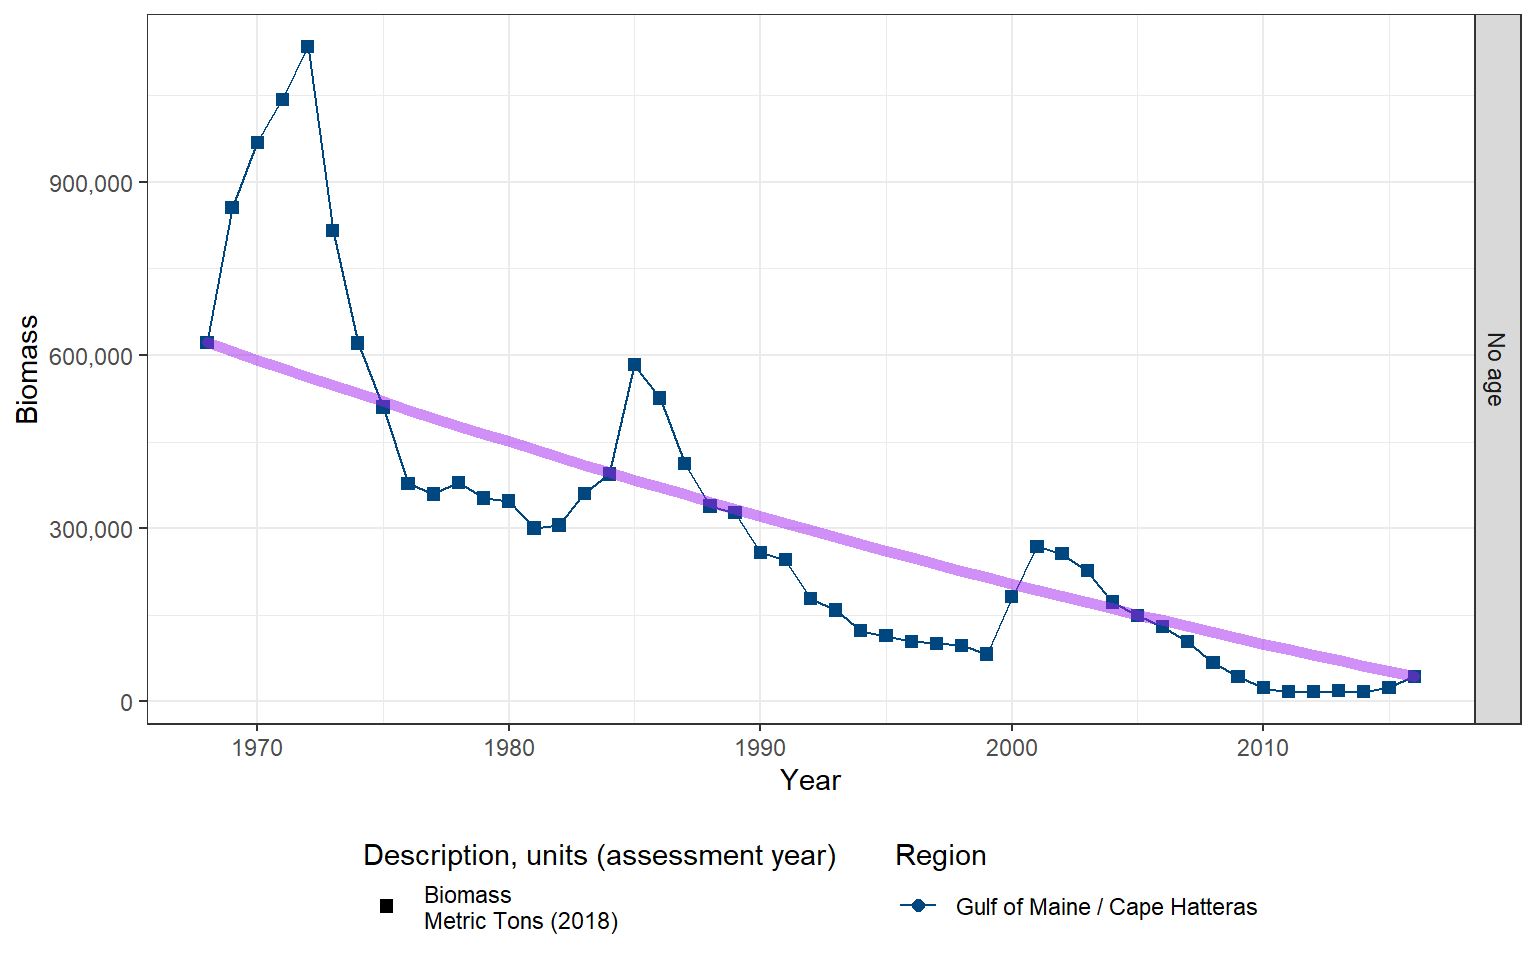 900,000
600,000
300,000
0
Biomass
No age
1970 1980 1990 2000 2010
Year
Description, units (assessment year)
Biomass
Metric Tons (2018)
Region
Gulf of Maine / Cape Hatteras